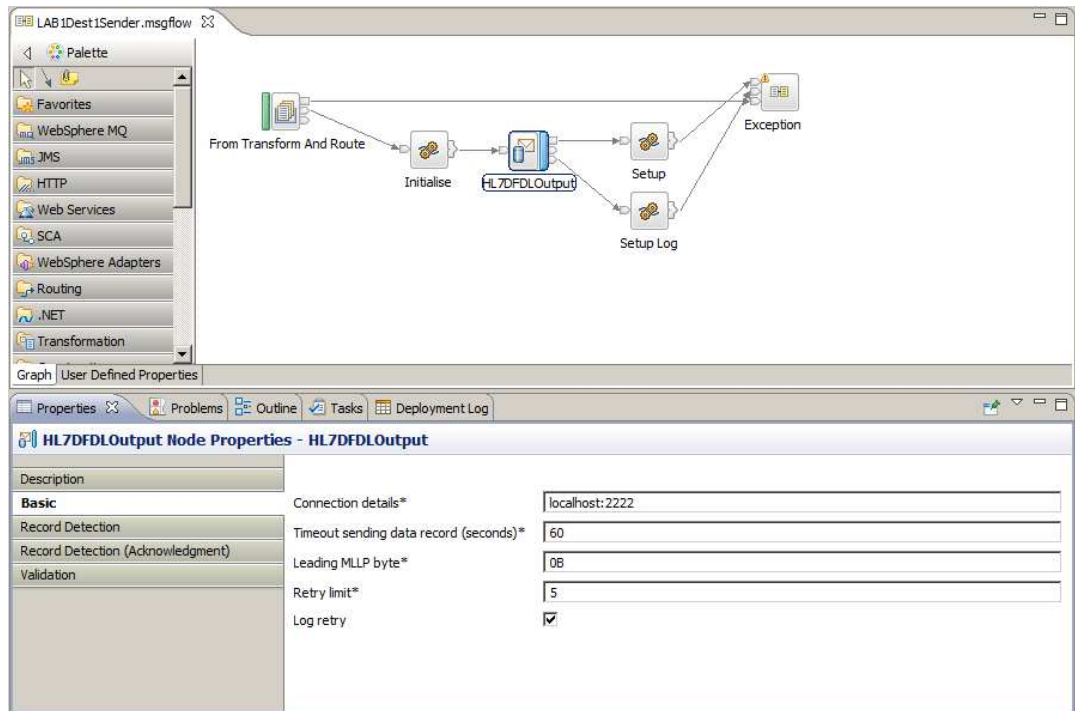 LAB1Dest1Sender.msgflow
Palette
Favorites
WebSphere MQ
JMS
HTTP
Web Services
SCA
WebSphere Adapters
Routing
.NET
Transformation
From Transform And Route
Initialise
HL7DFDLOutput
Setup
Setup Log
Exception
Graph User Defined Properties
Properties Problems Outline Tasks Deployment Log
HL7DFDLOutput Node Properties - HL7DFDLOutput
Description
Basic
Record Detection
Record Detection (Acknowledgment)
Validation
Connection details* localhost:2222
Timeout sending data record (seconds)* 60
Leading MLLP byte* 0B
Retry limit* 5
Log retry